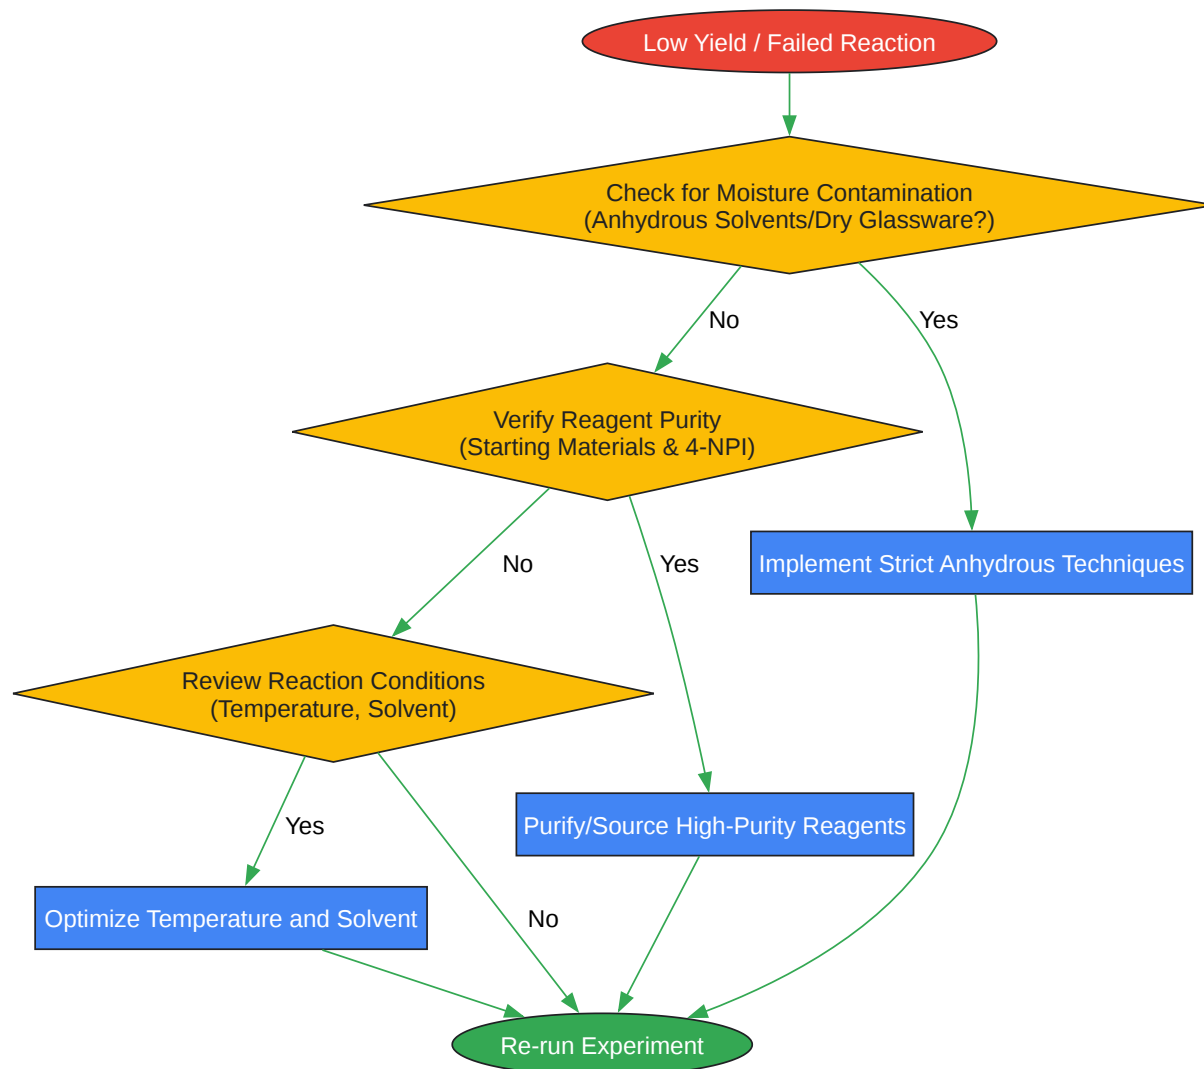 Low Yield / Failed Reaction
Check for Moisture Contamination
(Anhydrous Solvents/Dry Glassware?)
No
Yes
Verify Reagent Purity
(Starting Materials & 4-NPI)
No
Yes
Implement Strict Anhydrous Techniques
Review Reaction Conditions
(Temperature, Solvent)
Yes
Purify/Source High-Purity Reagents
Optimize Temperature and Solvent
No
Re-run Experiment